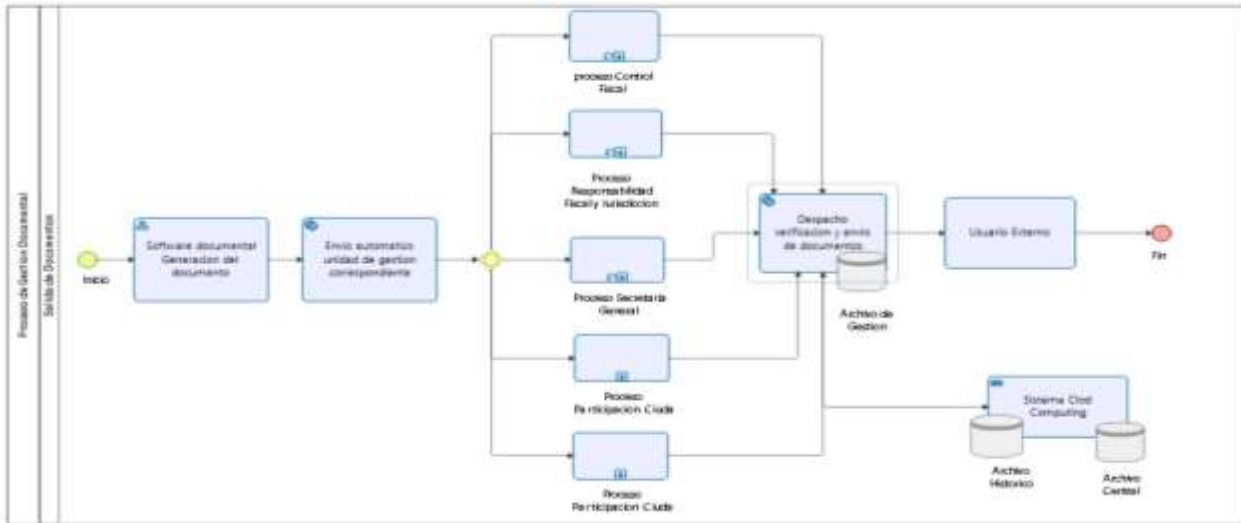 Proceso de Gestion Documental
Salida de Documentos
Inicio
Software documental
Generacion del
documento
Envio automatico
unidad de gestion
correspondiente
proceso Control
Fiscal
Proceso
Responsabilidad
Fiscal y Jurisdiccion
Proceso Secretaria
General
Proceso
Participacion Ciuda
Proceso
Participacion Ciuda
Despacho
verificacion y envio
de documentos
Archivo de
Gestion
Usuario Externo
Fin
Sistema Clod
Computing
Archivo
Historico
Archivo
Central